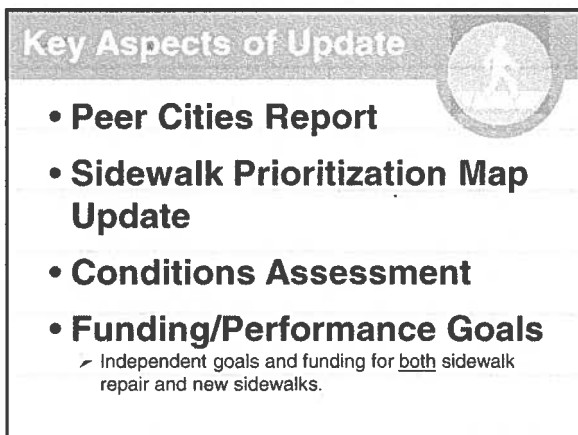 Key Aspects of Update
• Peer Cities Report
• Sidewalk Prioritization Map
Update
• Conditions Assessment
• Funding/Performance Goals
➢ Independent goals and funding for both sidewalk
repair and new sidewalks.